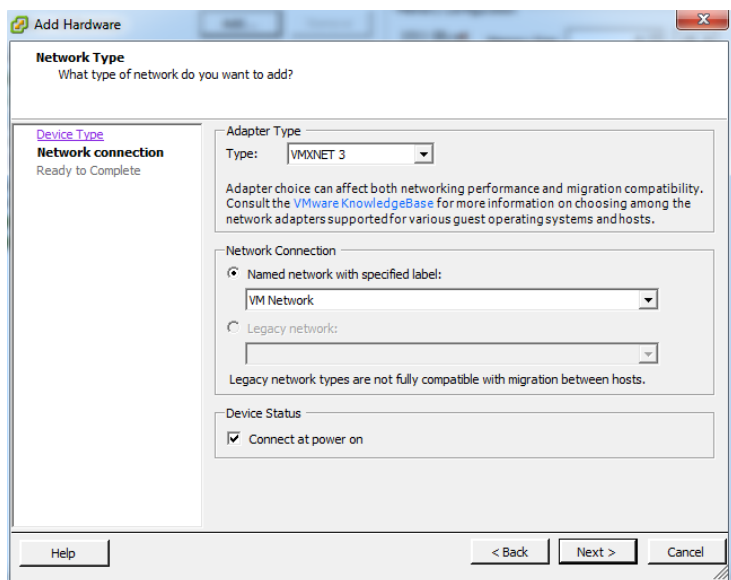 Add Hardware
Network Type
What type of network do you want to add?
Device Type
Network connection
Ready to Complete
Adapter Type
Type: VMXNET 3
Adapter choice can affect both networking performance and migration compatibility.
Consult the VMware KnowledgeBase for more information on choosing among the
network adapters supported for various guest operating systems and hosts.
Network Connection
Named network with specified label:
VM Network
Legacy network:
Legacy network types are not fully compatible with migration between hosts.
Device Status
Connect at power on
Help
< Back
Next >
Cancel